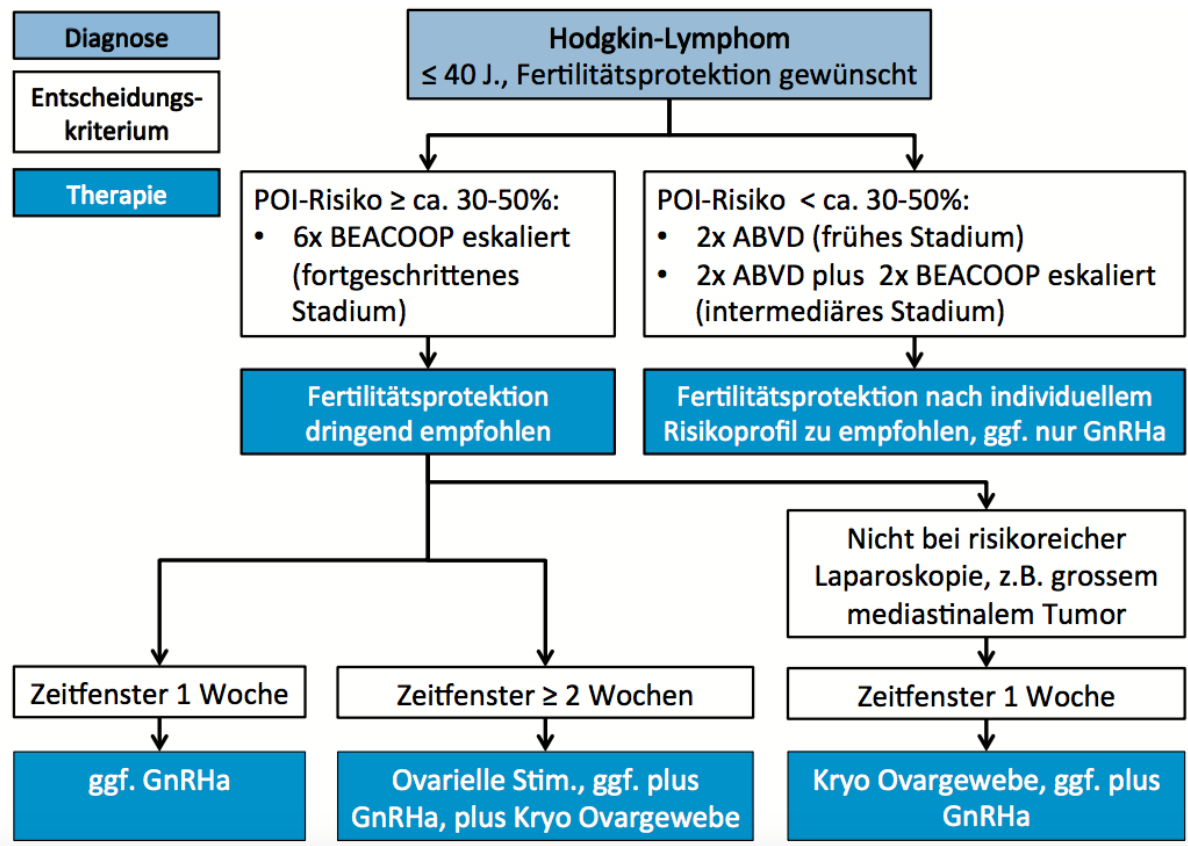 Diagnose
Entscheidungs-
kriterium
Therapie
Hodgkin-Lymphom
≤ 40 J., Fertilitätsprotektion gewünscht
POI-Risiko ≥ ca. 30-50%:
• 6x BEACOOP eskaliert
(fortgeschrittenes
Stadium)
POI-Risiko < ca. 30-50%:
• 2x ABVD (frühes Stadium)
• 2x ABVD plus 2x BEACOOP eskaliert
(intermediäres Stadium)
Fertilitätsprotektion
dringend empfohlen
Fertilitätsprotektion nach individuellem
Risikoprofil zu empfohlen, ggf. nur GnRHa
Nicht bei risikoreicher
Laparoskopie, z.B. grossem
mediastinalem Tumor
Zeitfenster 1 Woche
Zeitfenster ≥ 2 Wochen
Zeitfenster 1 Woche
ggf. GnRHa
Ovarielle Stim., ggf. plus
GnRHa, plus Kryo Ovargewebe
Kryo Ovargewebe, ggf. plus
GnRHa